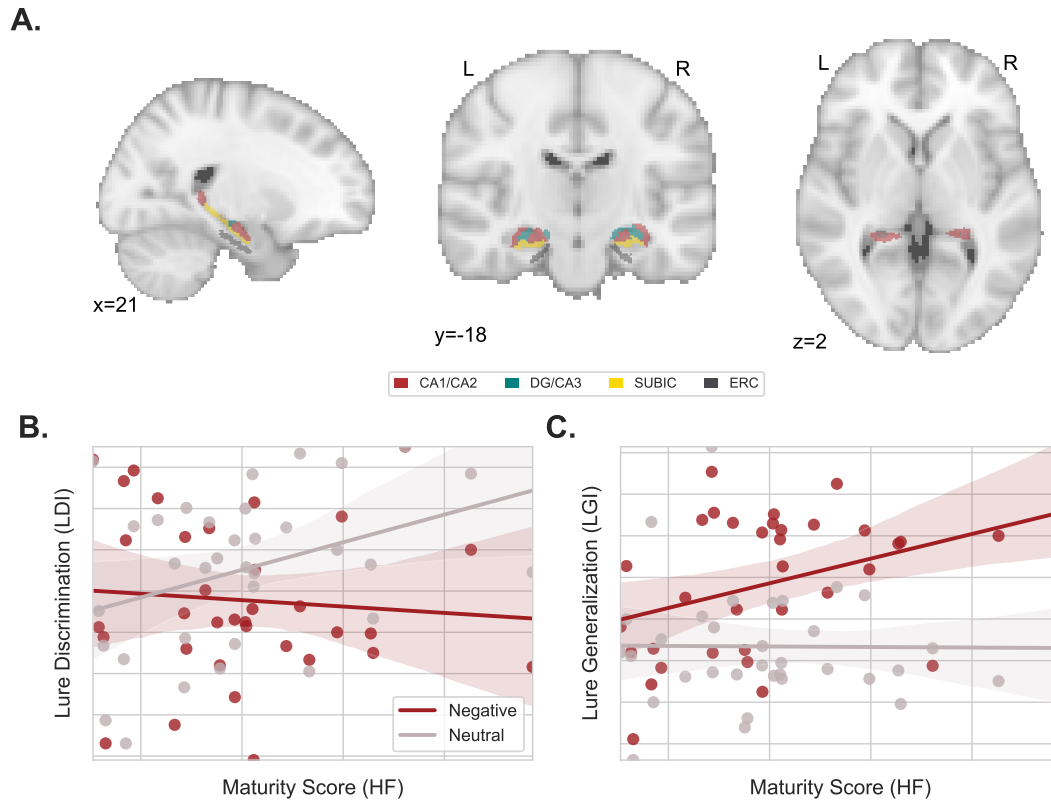 A.
L R L R
x=21
y=-18
z=2
CA1/CA2 DG/CA3 SUBIC ERC
B. C.
Lure Discrimination (LDI)
Negative
Neutral
Maturity Score (HF)
Lure Generalization (LGI)
Maturity Score (HF)